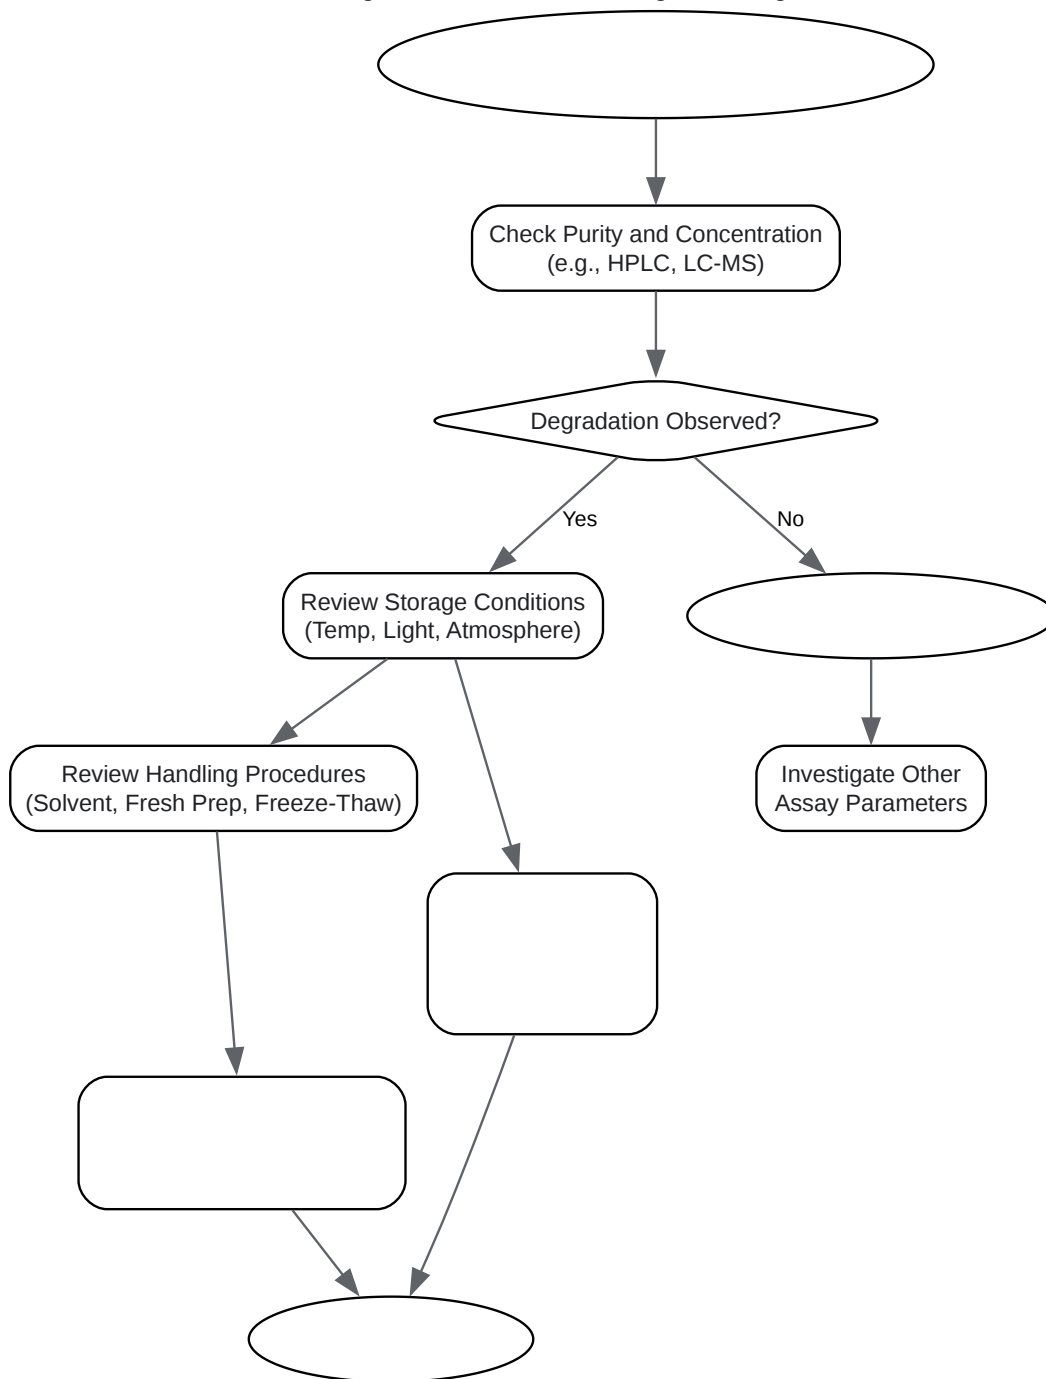 Check Purity and Concentration
(e.g., HPLC, LC-MS)
Degradation Observed?
Yes
No
Review Storage Conditions
(Temp, Light, Atmosphere)
Review Handling Procedures
(Solvent, Fresh Prep, Freeze-Thaw)
Investigate Other
Assay Parameters